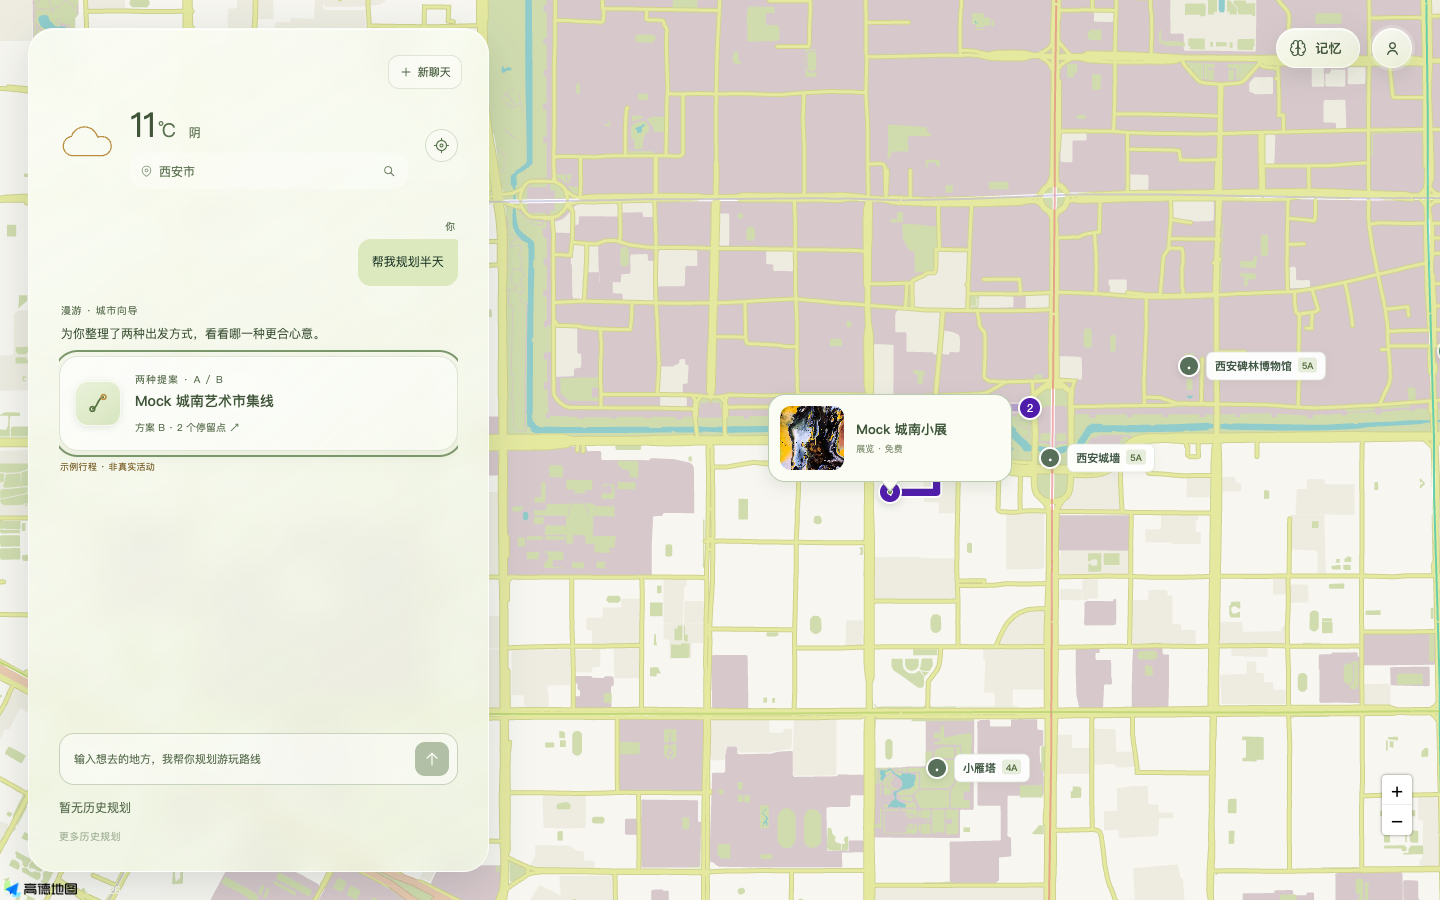 新聊天
记忆
11℃ 阴
西安市
你
帮我规划半天
漫游 · 城市向导
为你整理了两种出发方式，看看哪一种更合心意。
两种提案 · A / B
Mock 城南艺术市集线
方案 B · 2 个停留点 ↗
示例行程 · 非真实活动
西安碑林博物馆 5A
2
Mock 城南小展
展览 · 免费
西安城墙 5A
小雁塔 4A
输入想去的地方，我帮你规划游玩路线
暂无历史规划
更多历史规划
+
−
高德地图